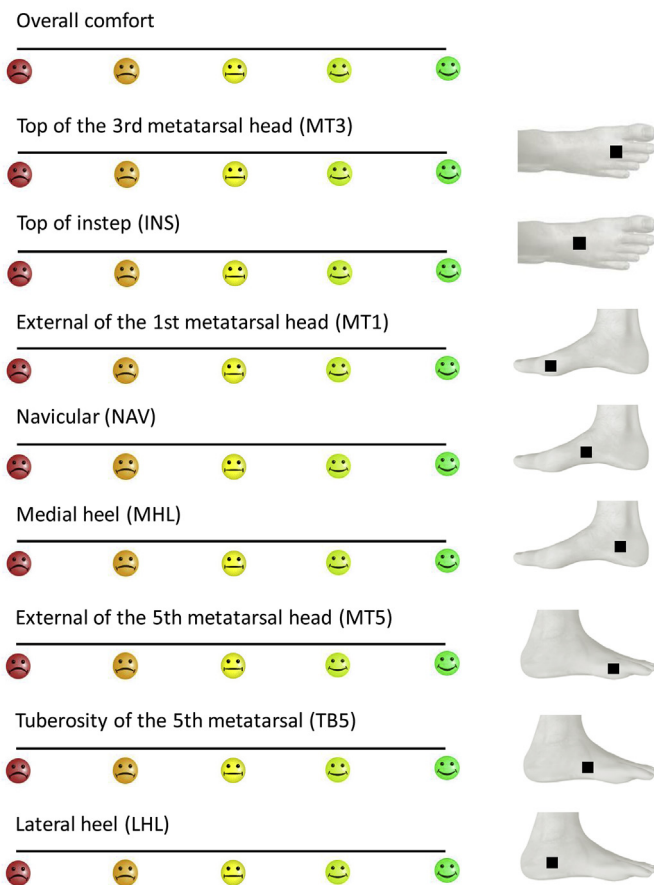 Overall comfort
Top of the 3rd metatarsal head (MT3)
Top of instep (INS)
External of the 1st metatarsal head (MT1)
Navicular (NAV)
Medial heel (MHL)
External of the 5th metatarsal head (MT5)
Tuberosity of the 5th metatarsal (TB5)
Lateral heel (LHL)